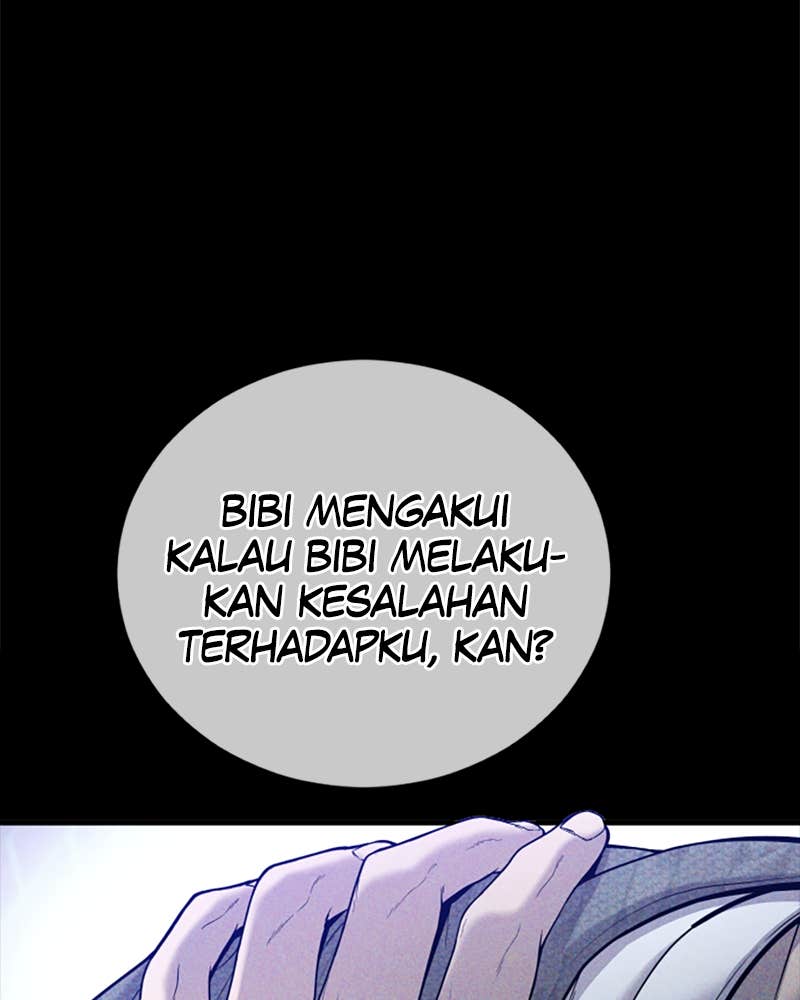 BIBI MENGAKUI
KALAU BIBI MELAKU-
KAN KESALAHAN
TERHADAPKU, KAN?